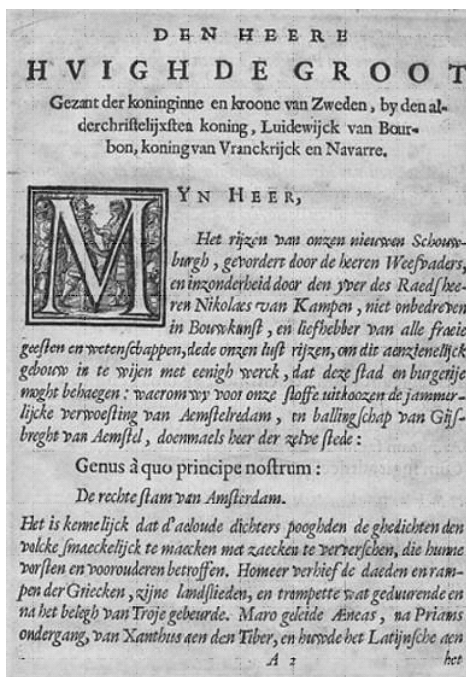 DEN HEERE
HVIGH DE GROOT
Gezant der koninginne en kroone van Zweden, by den al-
derchristelijxsten koning, Luidewijck van Bour-
bon, koning van Vranckrijck en Navarre.
MYN HEER,
Het rijzen van onzen nieuwen Schouw-
burgh, gevordert door de heeren Weesvaders,
en inzonderheid door den yver des Raedshee-
ren Nikolaes van Kampen, niet onbedreven
in Bouwkunst, en liefhebber van alle fraeie
geesten en wetenschappen, dede onzen lust rijzen, om dit aenzienelijck
gebouw in te wijen met eenigh werck, dat deze stad en burgerije
moght behaegen: waerom wy voor onze stoffe uitkoozen de jammer-
lijcke verwoesting van Aemstelredam, en ballingschap van Gijs-
breght van Aemstel, doenmaels heer der zelve stede:
Genus à quo principe nostrum:
De rechte stam van Amsterdam.
Het is kennelijck dat d'aeloude dichters pooghden de ghedichten den
volcke smaeckelijck te maecken met zaecken te ververschen, die hunne
vorsten en voorouderen betroffen. Homeer verhief de daeden en ram-
pen der Griecken, zijne landslieden, en trompette wat geduurende en
na het belegh van Troje gebeurde. Maro geleide Æneas, na Priams
ondergang, van Xanthus aen den Tiber, en huwde het Latijnsche aen
A 2 het